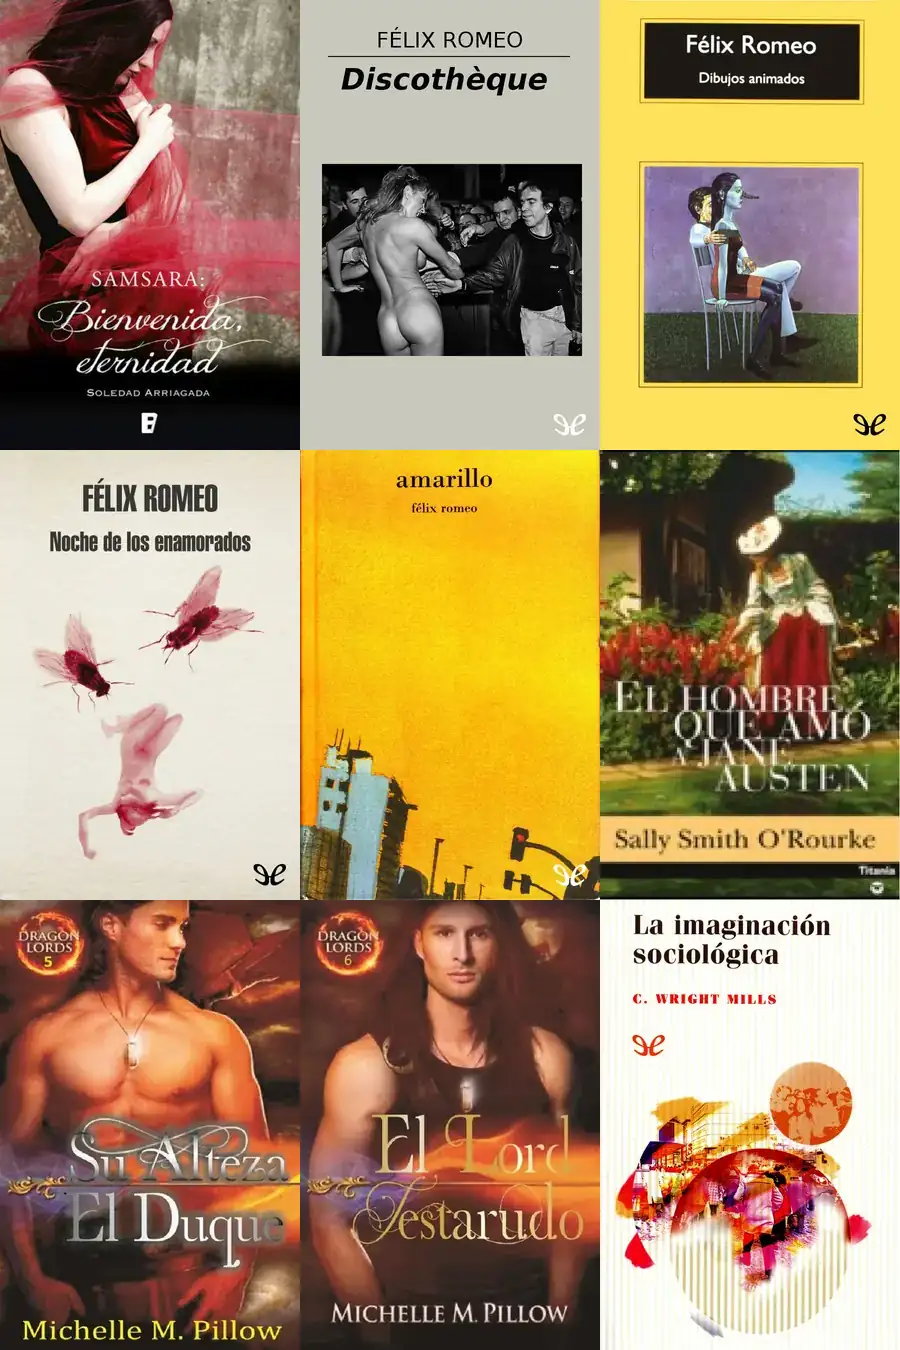 SAMSARA:
Bienvenida,
eternidad
SOLEDAD ARRIAGADA
FÉLIX ROMEO
Discothèque
Félix Romeo
Dibujos animados
FÉLIX ROMEO
Noche de los enamorados
amarillo
félix romeo
EL HOMBRE
QUE AMÓ
A JANE
AUSTEN
Sally Smith O'Rourke
Titania
DRAGON
LORDS
5
Su Alteza
El Duque
Michelle M. Pillow
DRAGON
LORDS
6
El Lord
Testarudo
MICHELLE M. PILLOW
La imaginación
sociológica
C. WRIGHT MILLS